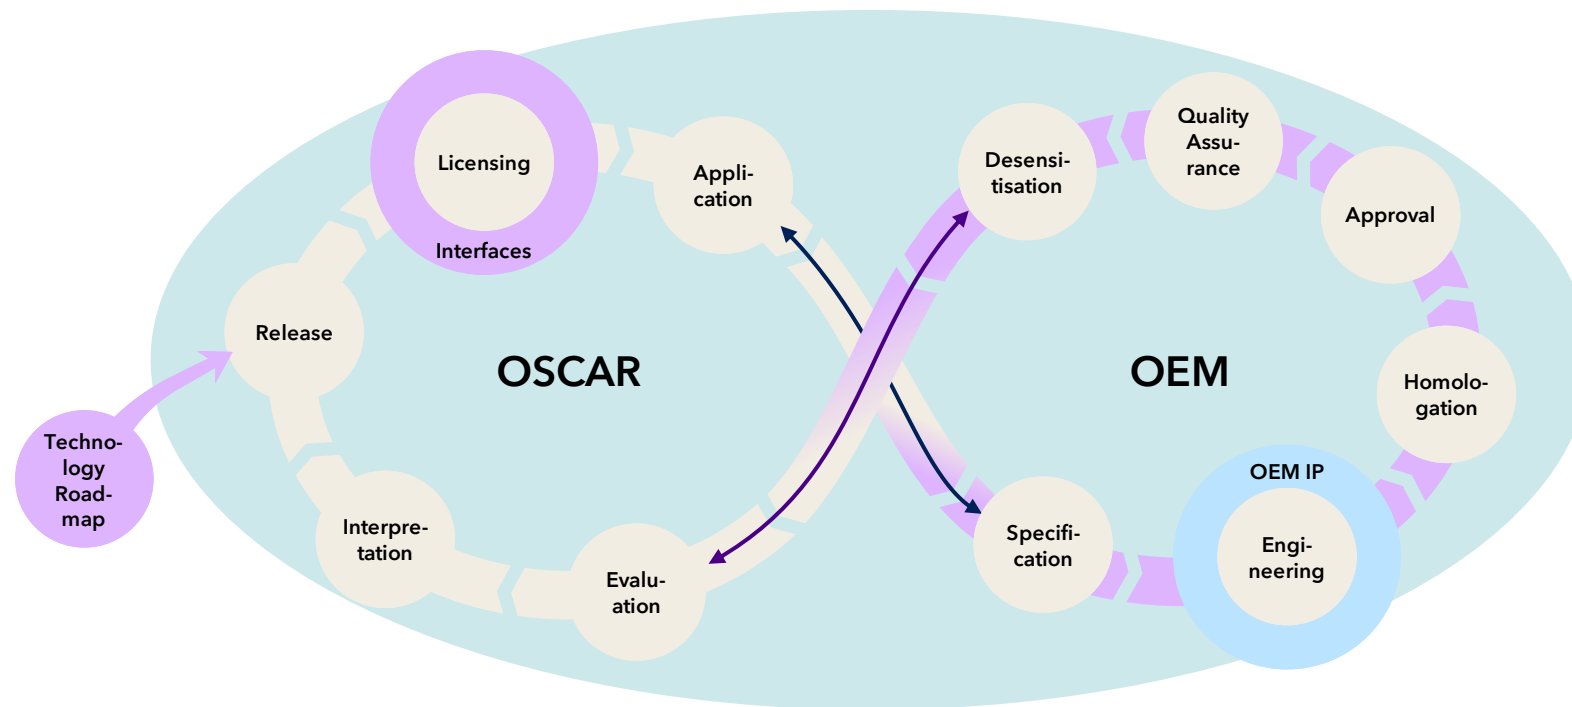 Licensing
Interfaces
Appli-
cation
Release
OSCAR
Techno-
logy
Road-
map
Interpre-
tation
Evalu-
ation
Desensi-
tisation
Quality
Assu-
rance
Approval
OEM
Homolo-
gation
OEM IP
Engi-
neering
Specifi-
cation